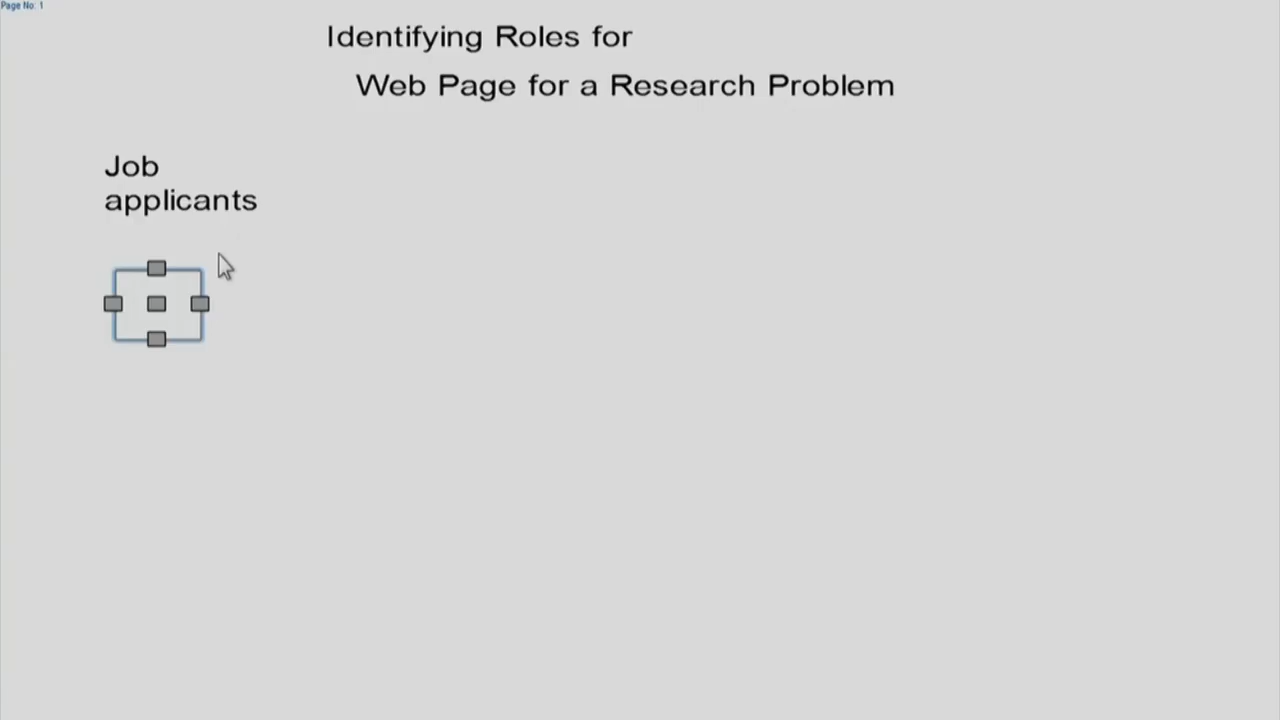 Page No: 1
Identifying Roles for
Web Page for a Research Problem
Job
applicants